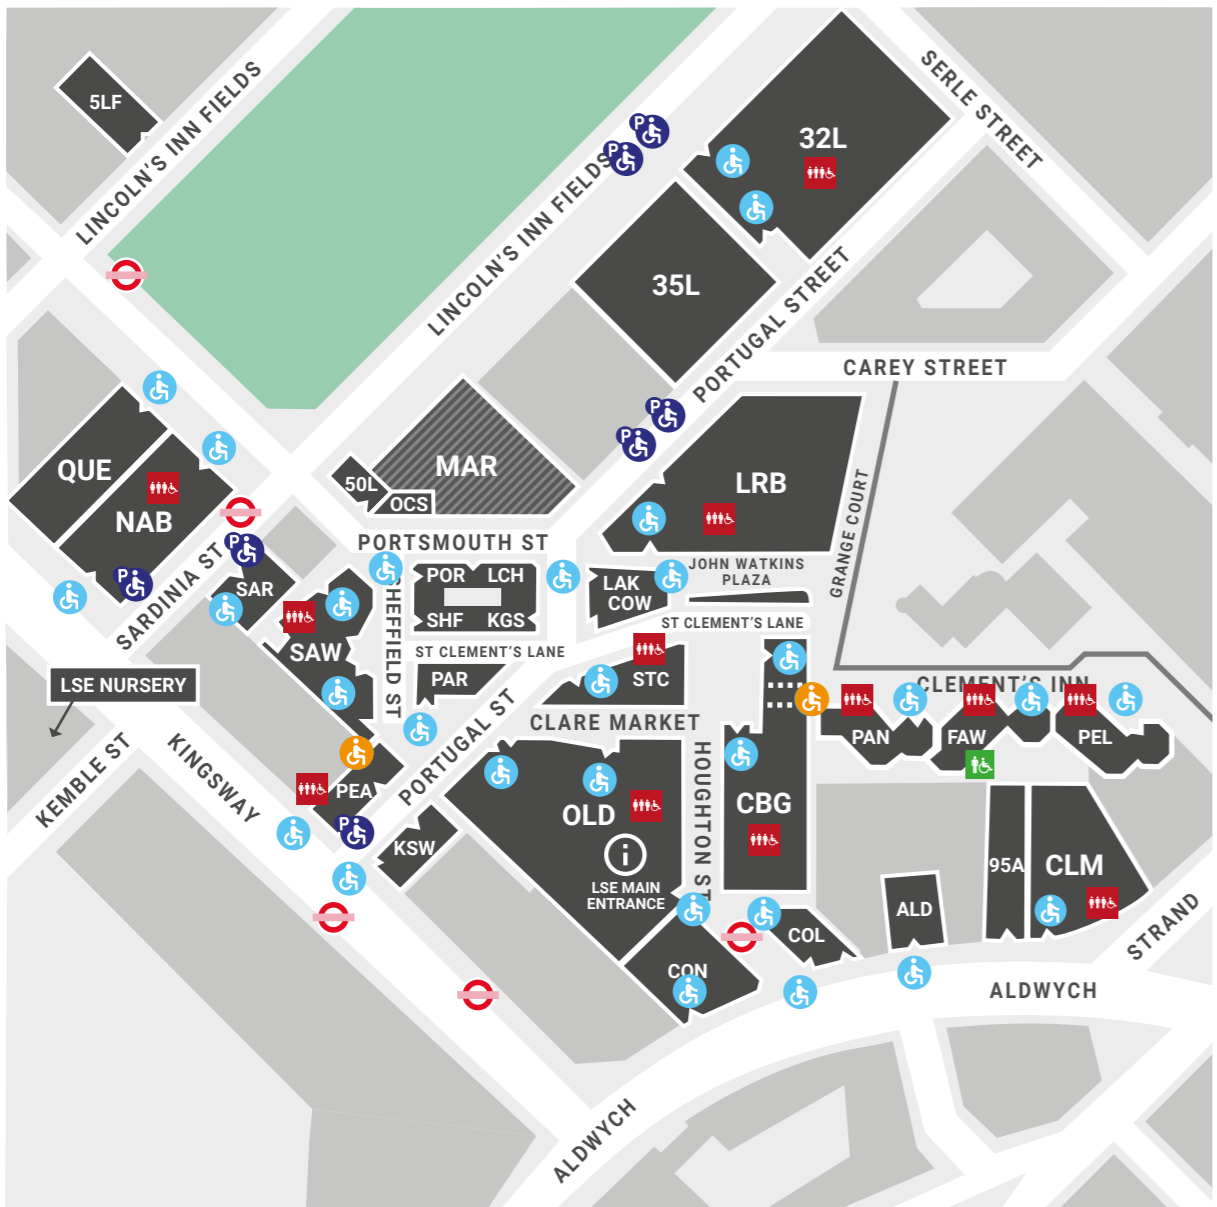 5LF
LINCOLN'S INN FIELDS
SERLE STREET
32L
P
P
LINCOLN'S INN FIELDS
35L
PORTUGAL STREET
CAREY STREET
P
P
QUE
NAB
MAR
50L
OCS
LRB
GRANGE COURT
PORTSMOUTH ST
P
P
SARDINIA ST
SAR
SHEFFIELD ST
POR
LCH
SHF
KGS
LAK
COW
JOHN WATKINS
PLAZA
ST CLEMENT'S LANE
SAW
ST CLEMENT'S LANE
PAR
STC
CLEMENT'S INN
LSE NURSERY
CLARE MARKET
PAN
FAW
PEL
KEMBLE ST
KINGSWAY
PORTUGAL ST
HOUGHTON ST
PEA
P
KSW
OLD
i
LSE MAIN
ENTRANCE
CBG
95A
CLM
ALD
COL
CON
STRAND
ALDWYCH
ALDWYCH